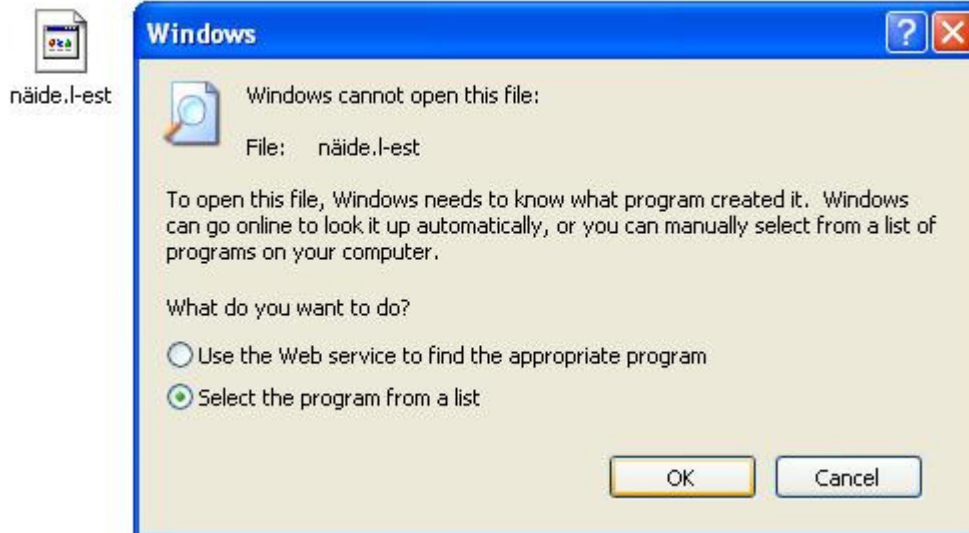 näide.l-est
Windows
Windows cannot open this file:
File: näide.l-est
To open this file, Windows needs to know what program created it. Windows
can go online to look it up automatically, or you can manually select from a list of
programs on your computer.
What do you want to do?
Use the Web service to find the appropriate program
Select the program from a list
OK Cancel